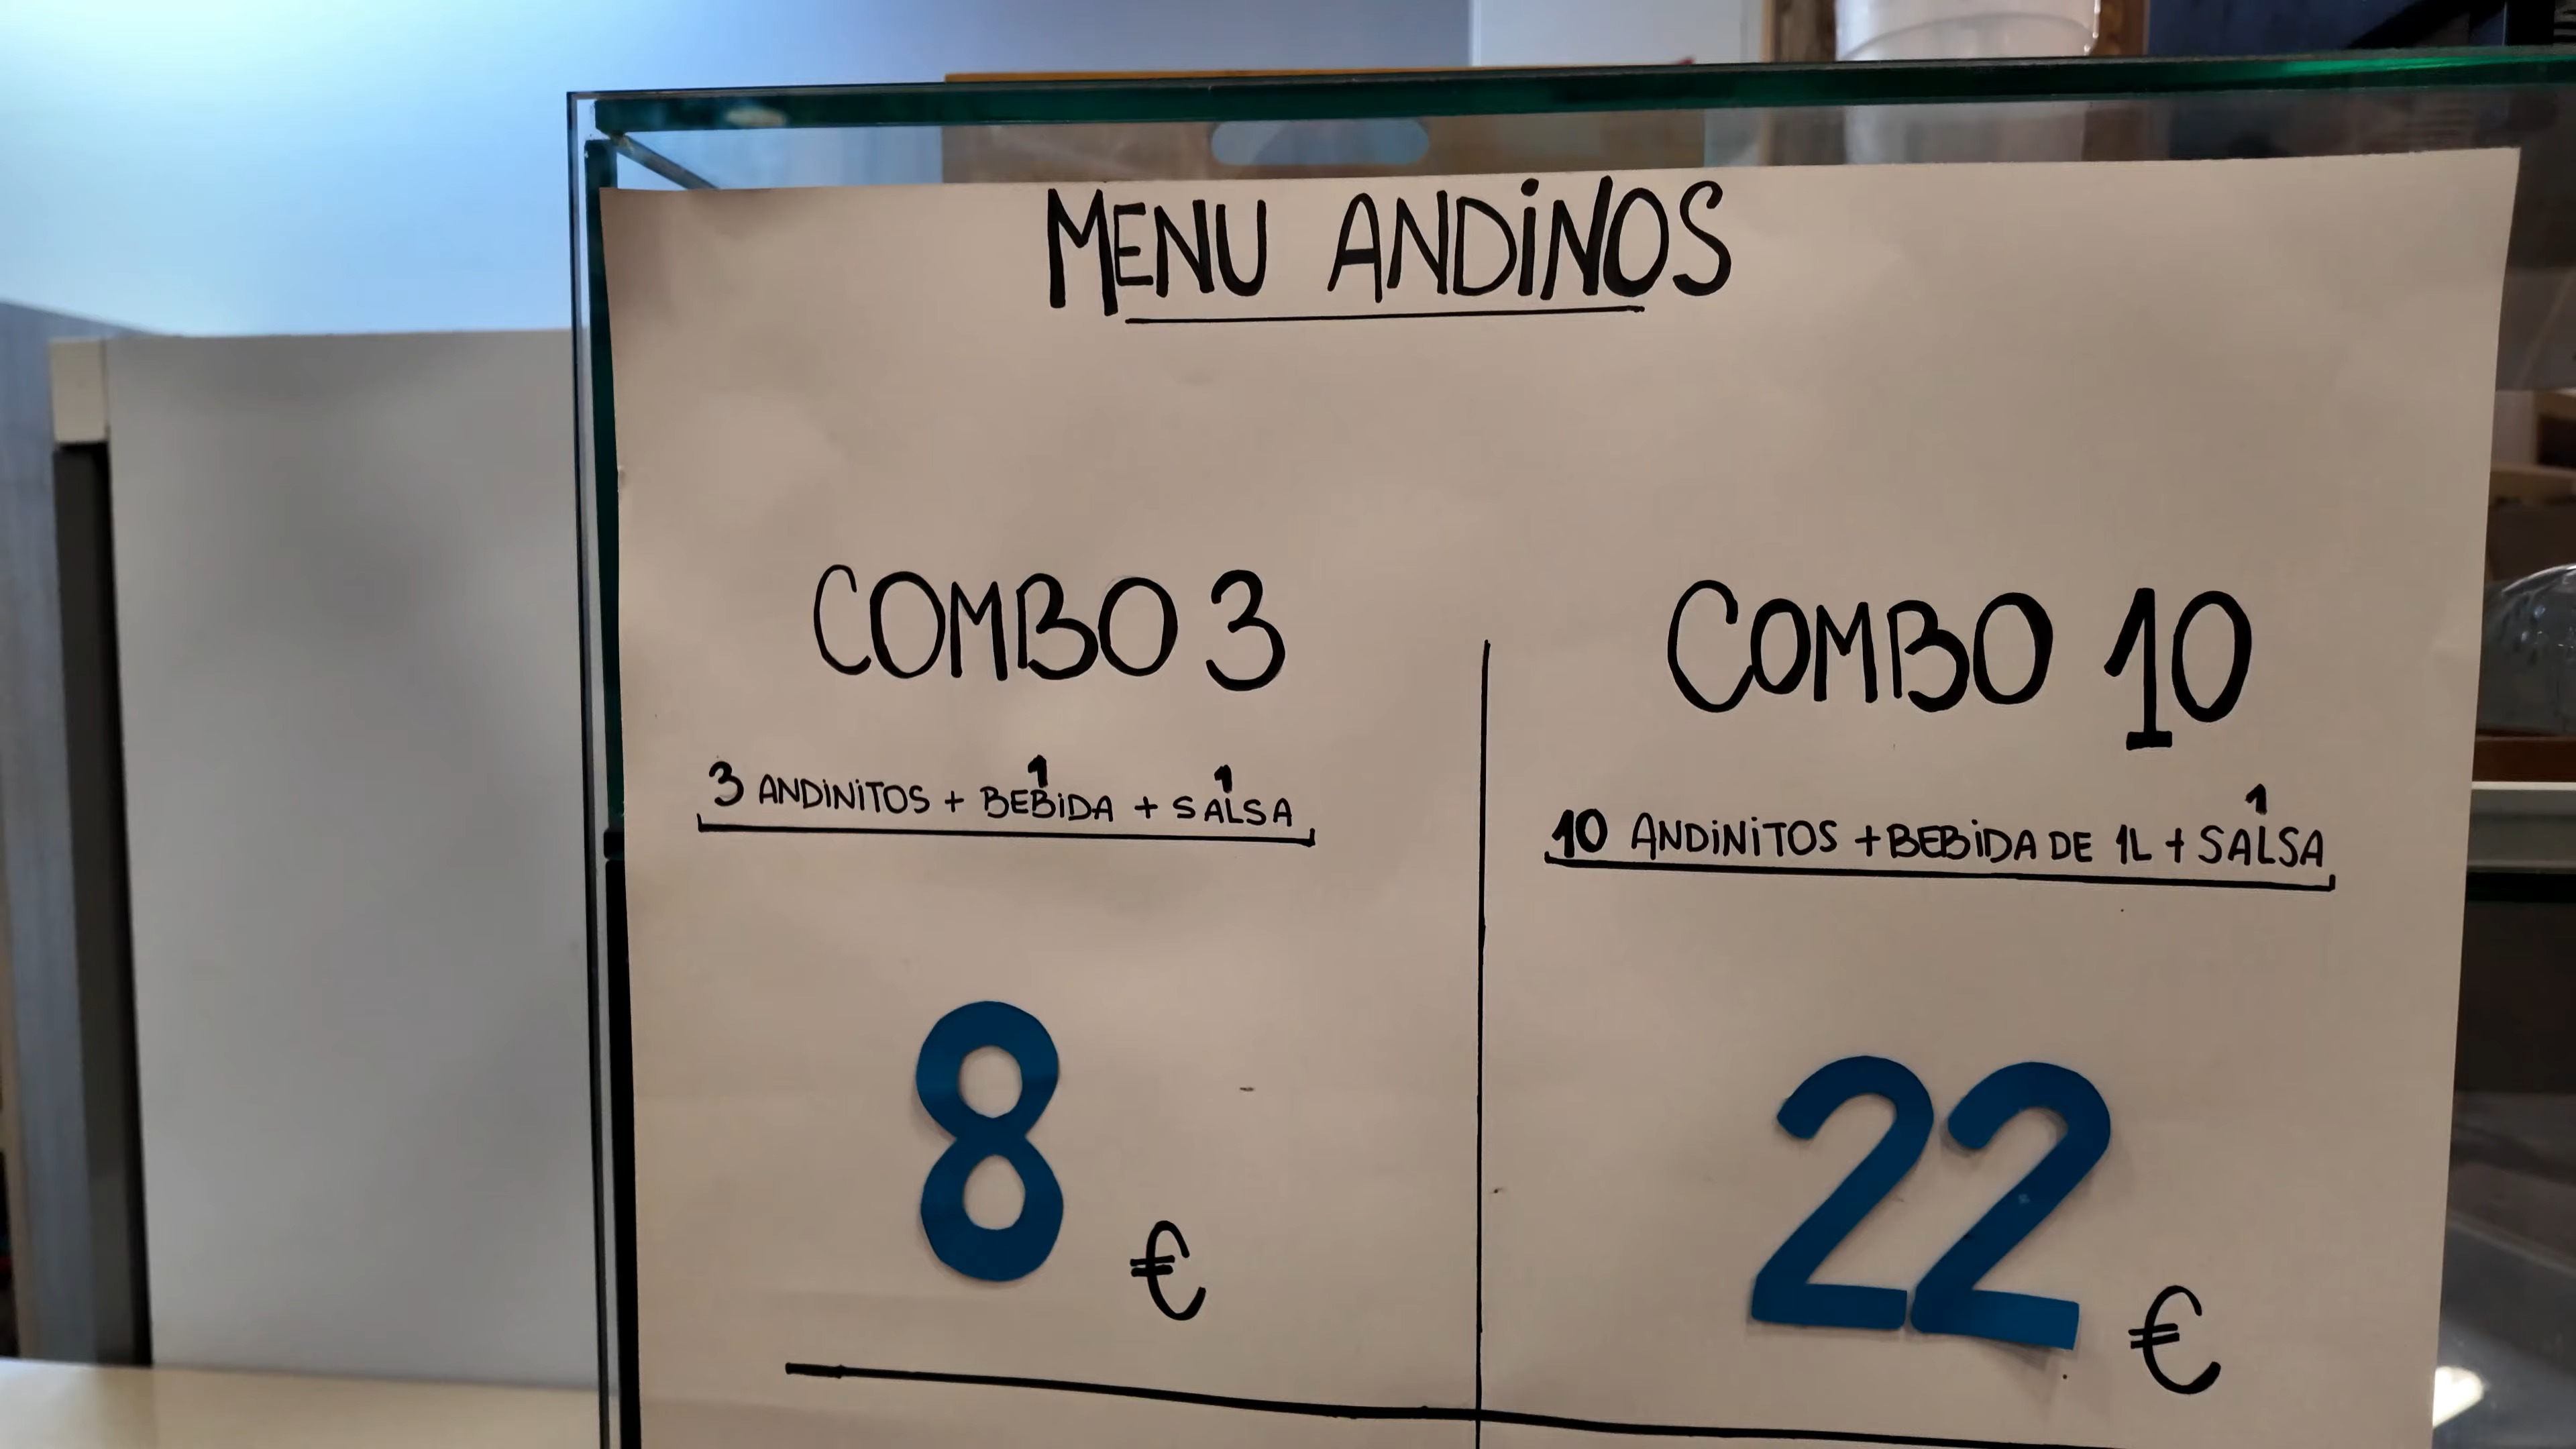 MENU ANDINOS
COMBO 3
3 ANDINITOS + 1 BEBIDA + 1 SALSA
8 €
COMBO 10
10 ANDINITOS + BEBIDA DE 1L + 1 SALSA
22 €